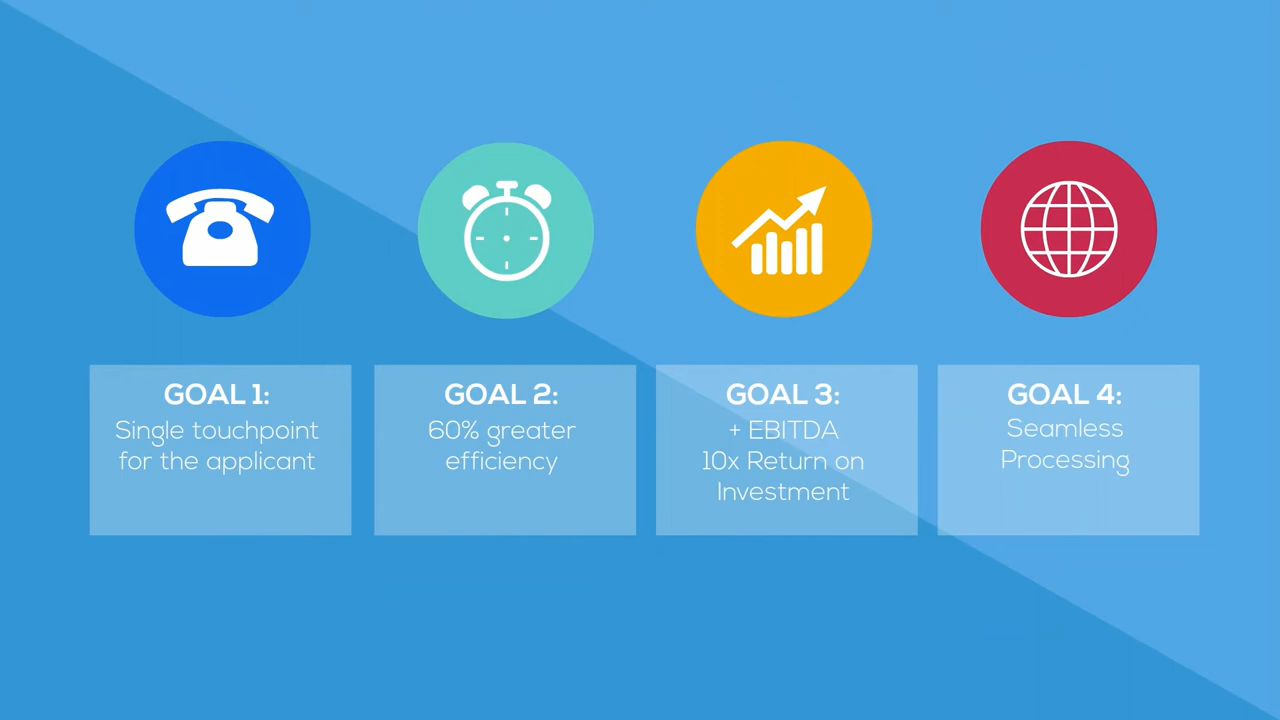 GOAL 1:
Single touchpoint
for the applicant
GOAL 2:
60% greater
efficiency
GOAL 3:
+ EBITDA
10x Return on
Investment
GOAL 4:
Seamless
Processing